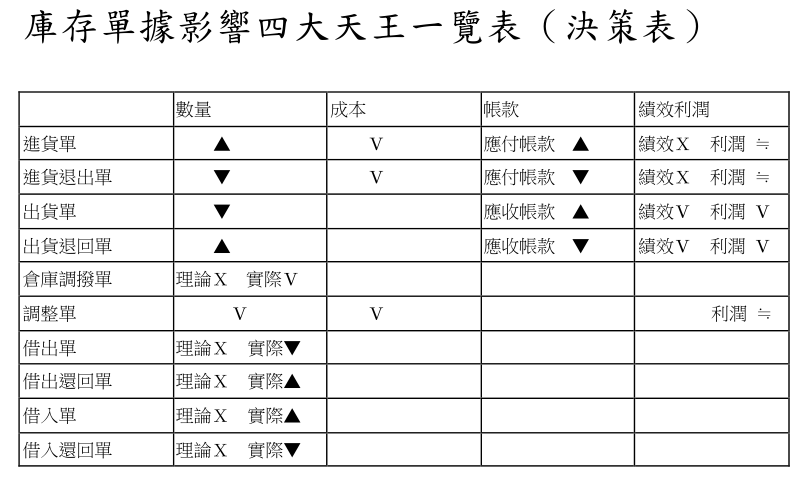 庫存單據影響四大天王一覽表（決策表）
數量 成本 帳款 績效利潤
進貨單 ▲ V 應付帳款 ▲ 績效X 利潤 ≒
進貨退出單 ▼ V 應付帳款 ▼ 績效X 利潤 ≒
出貨單 ▼ 應收帳款 ▲ 績效V 利潤 V
出貨退回單 ▲ 應收帳款 ▼ 績效V 利潤 V
倉庫調撥單 理論X 實際V
調整單 V V 利潤 ≒
借出單 理論X 實際▼
借出還回單 理論X 實際▲
借入單 理論X 實際▲
借入還回單 理論X 實際▼